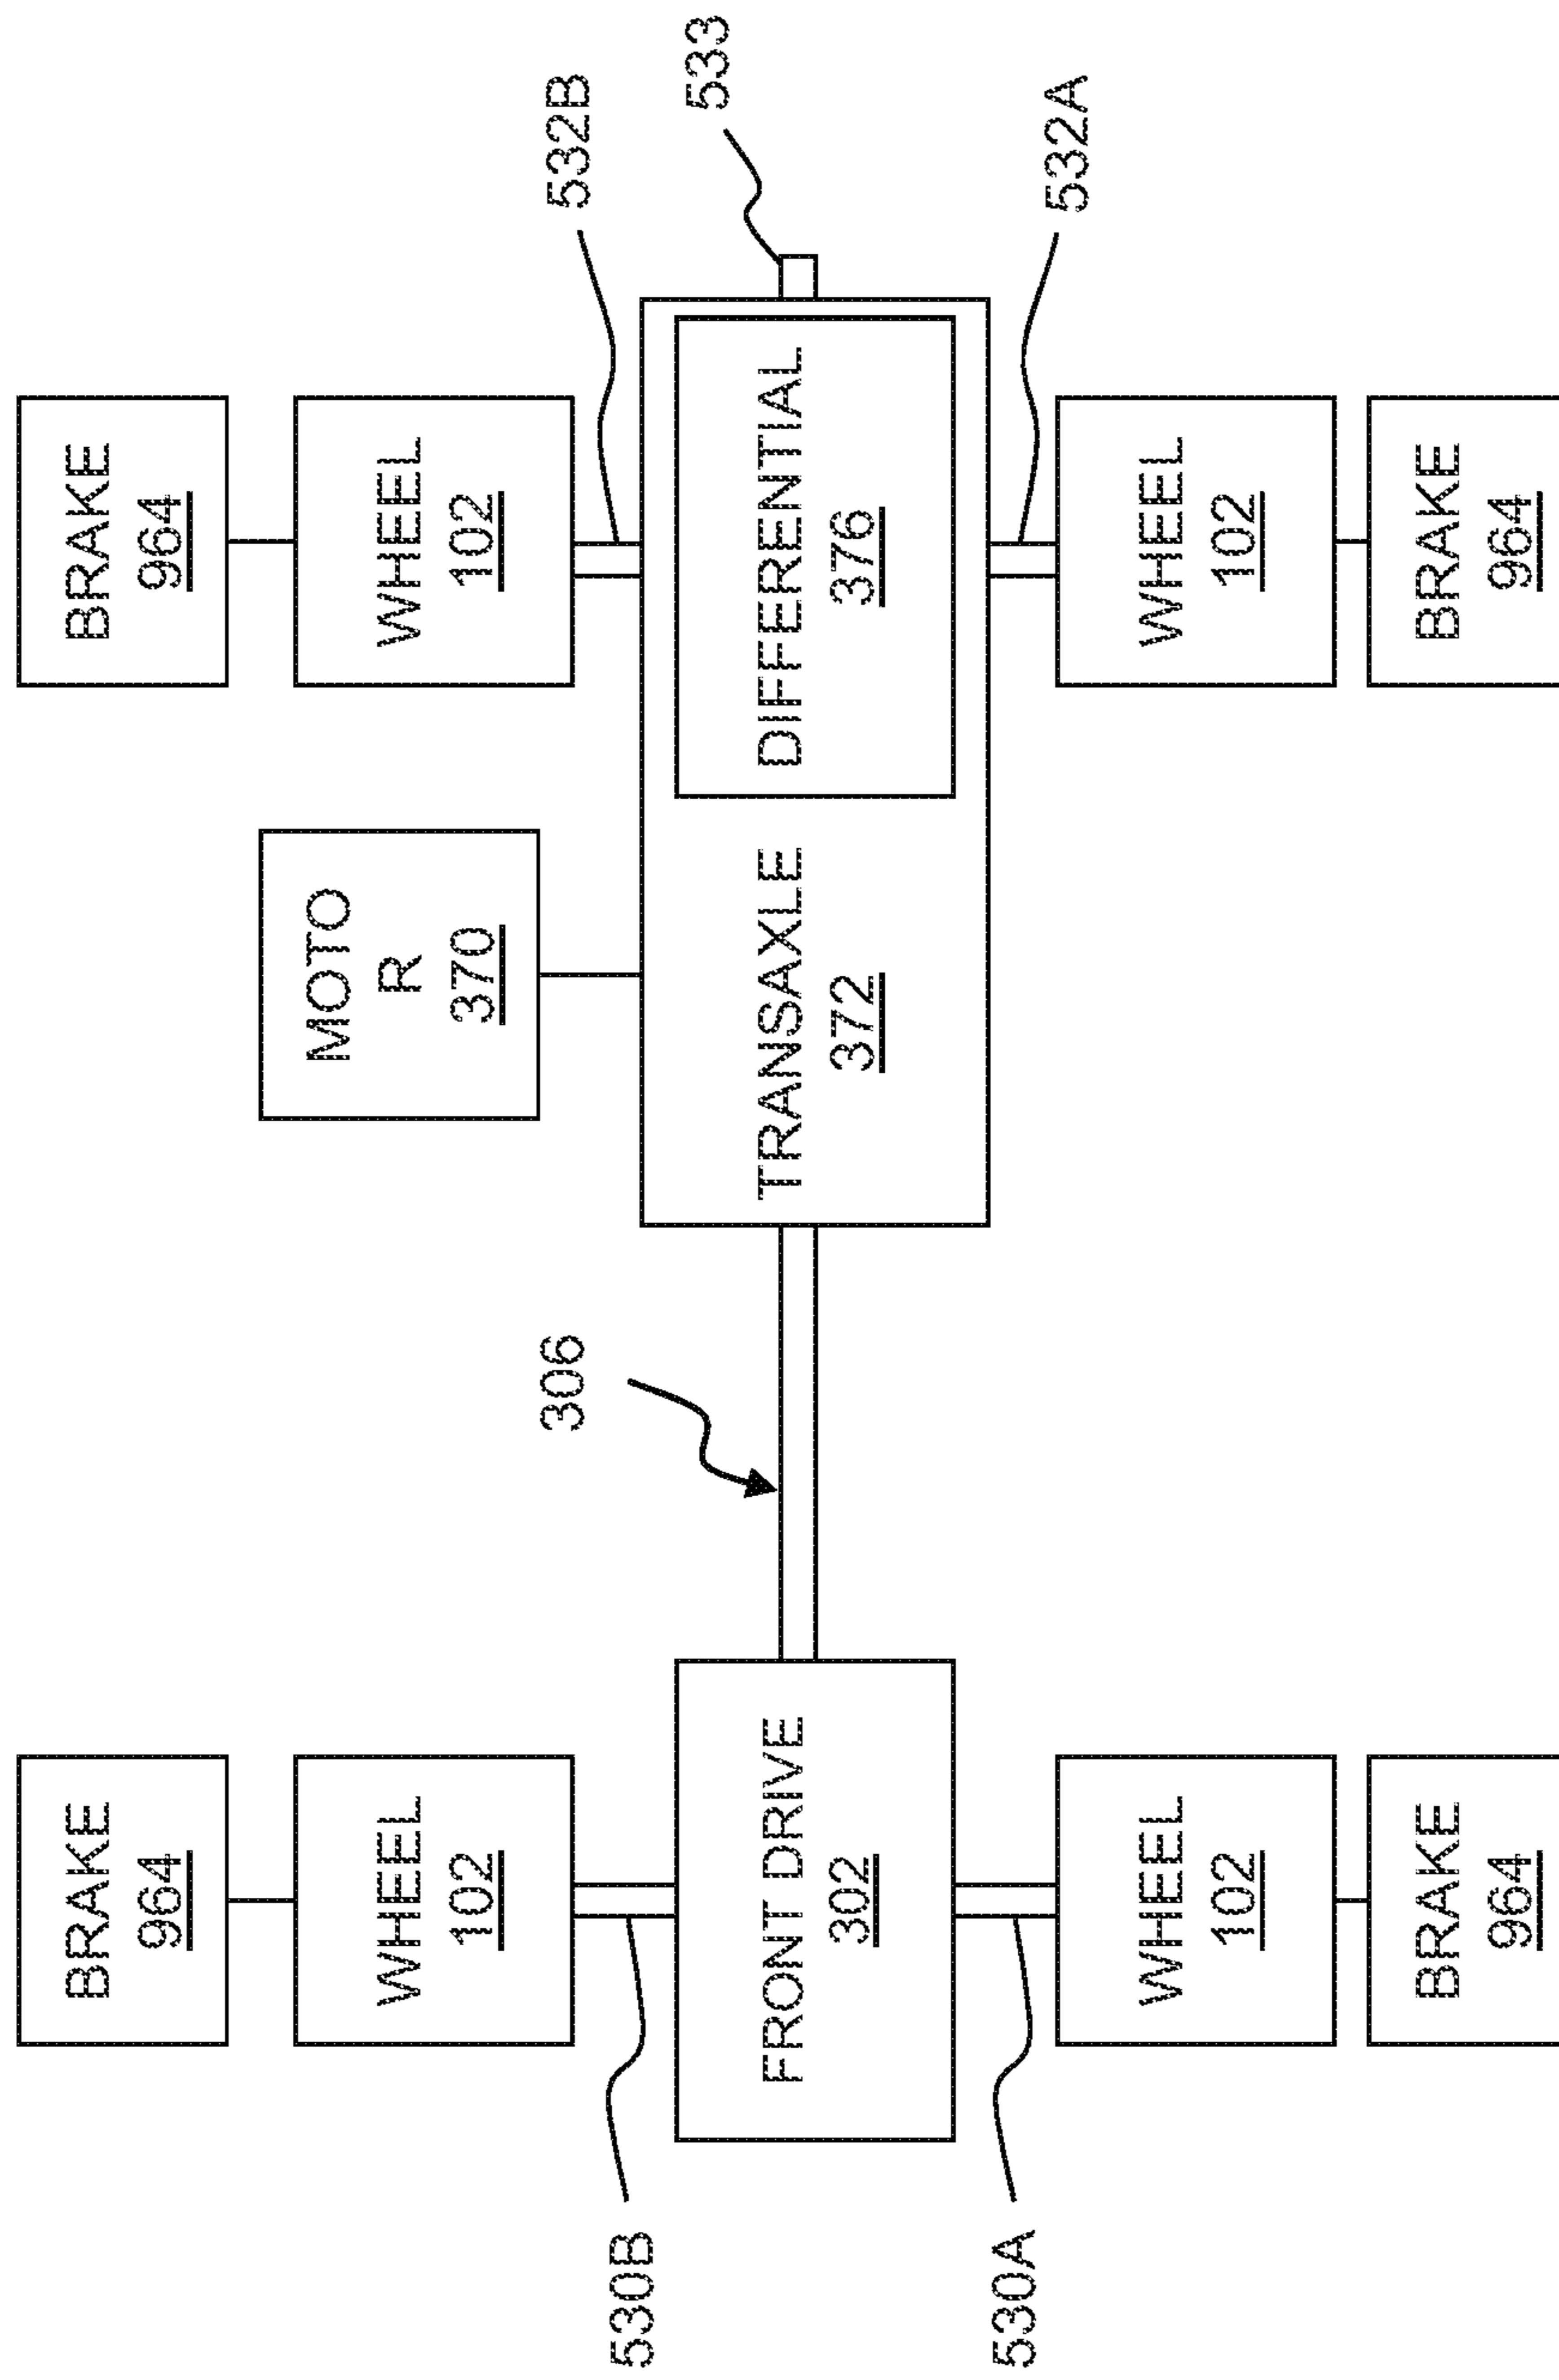 BRAKE
964
BRAKE
964
WHEEL
102
MOTO
R
370
WHEEL
102
530B
306
532B
533
FRONT DRIVE
302
TRANSAXLE
372
DIFFERENTIAL
376
530A
532A
WHEEL
102
WHEEL
102
BRAKE
964
BRAKE
964